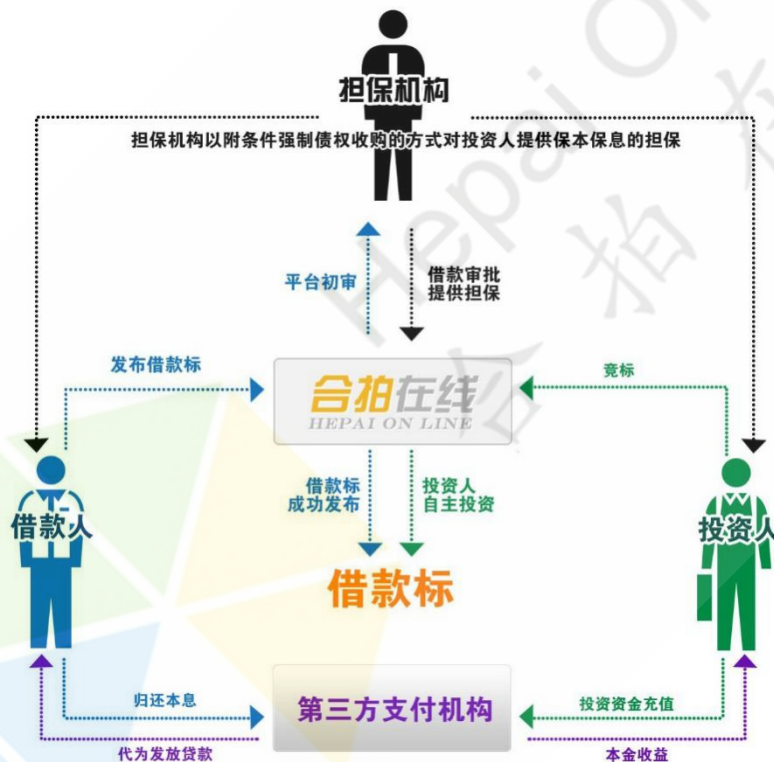 担保机构
担保机构以附条件强制债权收购的方式对投资人提供保本保息的担保
平台初审
借款审批
提供担保
发布借款标
合拍在线
HEPAI ON LINE
竞标
借款标
成功发布
投资人
自主投资
借款人
投资人
借款标
归还本息
第三方支付机构
投资资金充值
代为发放贷款
本金收益
Hepai On
合拍在